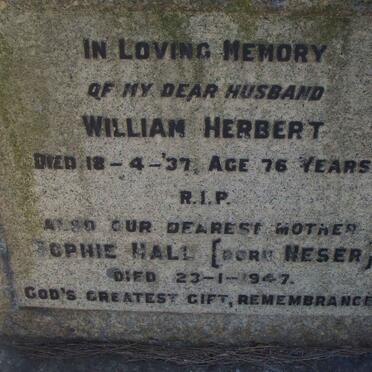 IN LOVING MEMORY
OF MY DEAR HUSBAND
WILLIAM HERBERT
DIED 18-4-'37, AGE 76 YEARS
R.I.P.
ALSO OUR DEAREST MOTHER
SOPHIE HALL [BORN NESER]
DIED 23-1-1947.
GOD'S GREATEST GIFT, REMEMBRANCE